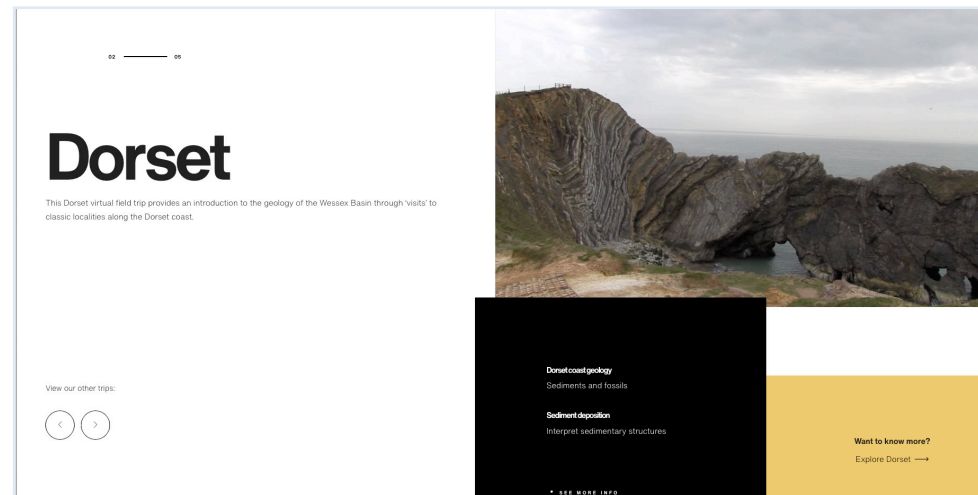 02
05
Dorset
This Dorset virtual field trip provides an introduction to the geology of the Wessex Basin through 'visits' to
classic localities along the Dorset coast.
View our other trips:
Dorset coast geology
Sediments and fossils
Sediment deposition
Interpret sedimentary structures
SEE MORE INFO
Want to know more?
Explore Dorset